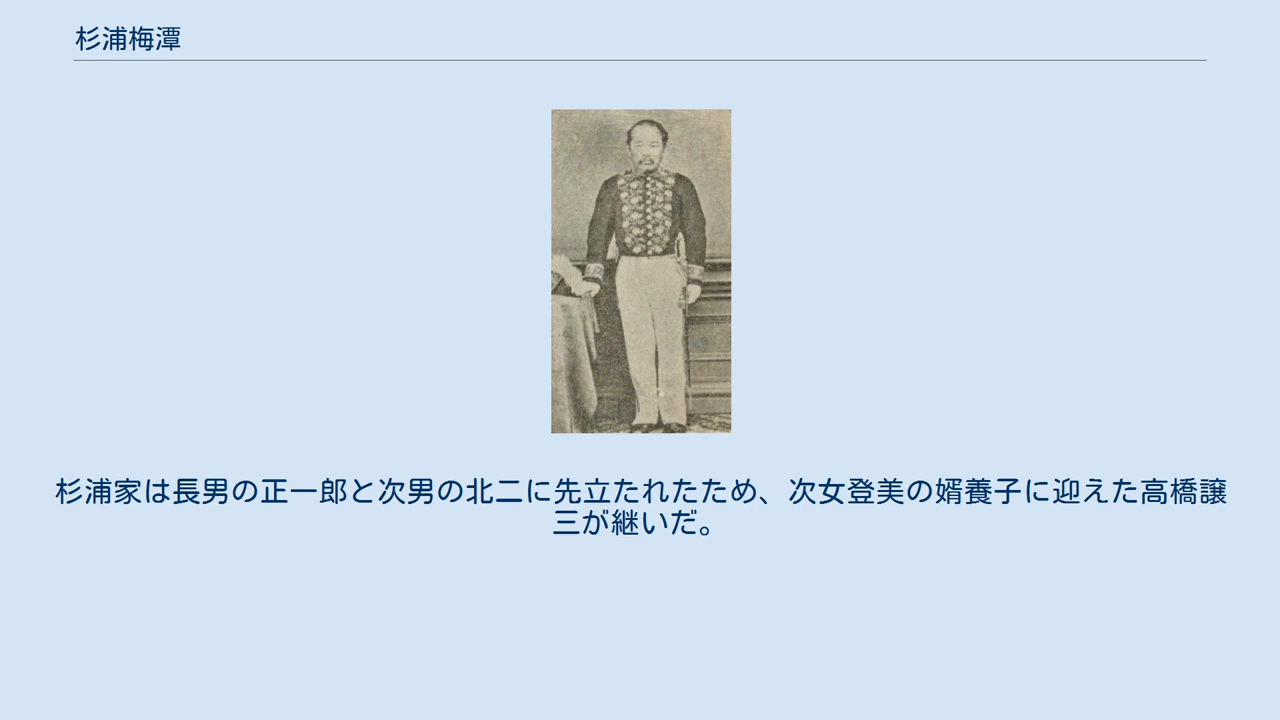 杉浦梅潭
杉浦家は長男の正一郎と次男の北二に先立たれたため、次女登美の婿養子に迎えた高橋譲
三が継いだ。